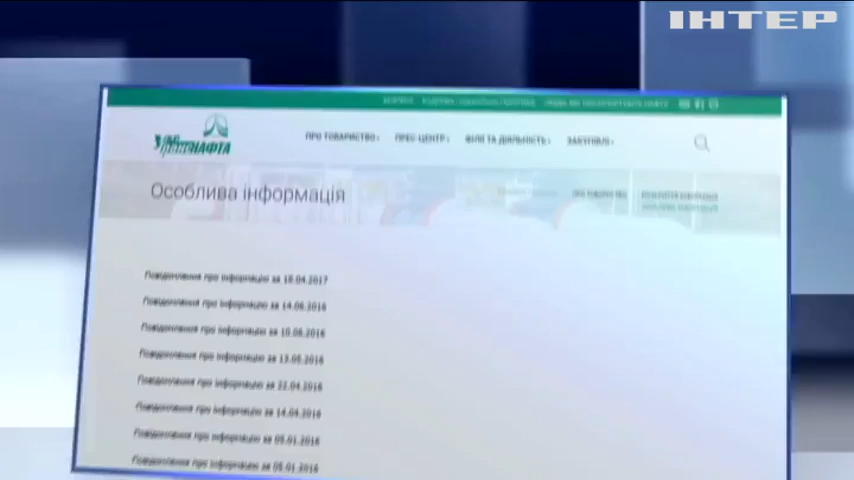 ІНТЕР
ПРО ТОВАРИСТВО ПРЕС-ЦЕНТР ФІЛІЇ ТА ДІЯЛЬНІСТЬ ЗАКУПІВЛІ
Особлива інформація
ПРО ТОВАРИСТВО
Повідомлення про інформацію за 18.04.2017
Повідомлення про інформацію за 14.06.2016
Повідомлення про інформацію за 10.06.2016
Повідомлення про інформацію за 13.05.2016
Повідомлення про інформацію за 22.04.2016
Повідомлення про інформацію за 14.04.2016
Повідомлення про інформацію за 05.01.2016
Повідомлення про інформацію за 05.01.2016